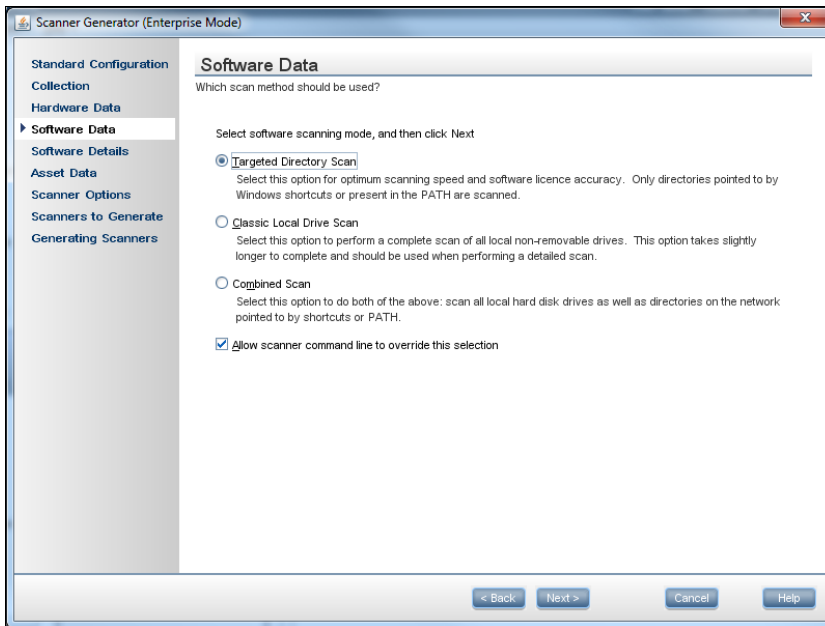 Scanner Generator (Enterprise Mode)
x
Standard Configuration
Collection
Hardware Data
Software Data
Software Details
Asset Data
Scanner Options
Scanners to Generate
Generating Scanners
Software Data
Which scan method should be used?
Select software scanning mode, and then click Next
Targeted Directory Scan
Select this option for optimum scanning speed and software licence accuracy. Only directories pointed to by
Windows shortcuts or present in the PATH are scanned.
Classic Local Drive Scan
Select this option to perform a complete scan of all local non-removable drives. This option takes slightly
longer to complete and should be used when performing a detailed scan.
Combined Scan
Select this option to do both of the above: scan all local hard disk drives as well as directories on the network
pointed to by shortcuts or PATH.
Allow scanner command line to override this selection
< Back
Next >
Cancel
Help